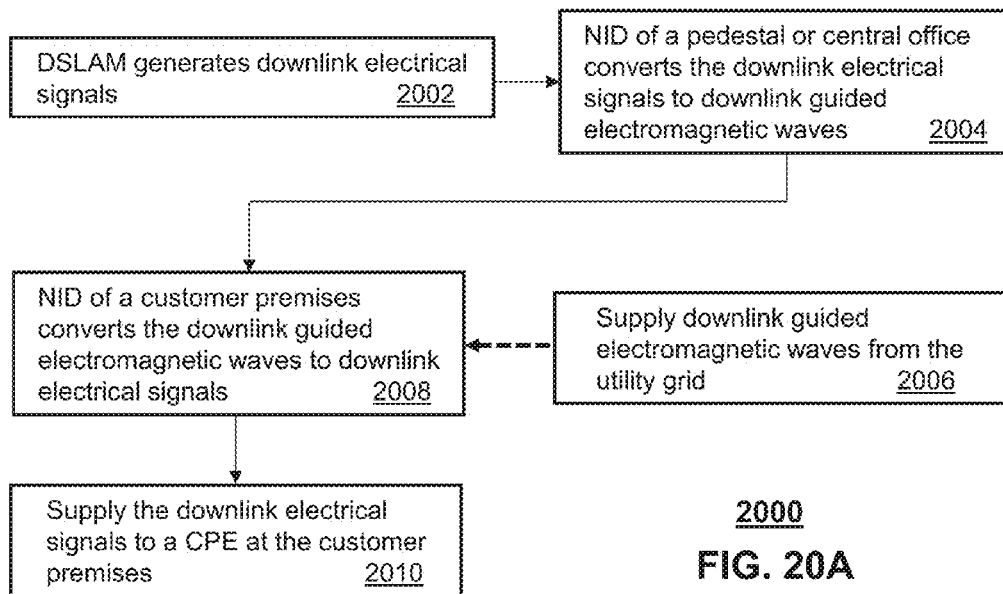 DSLAM generates downlink electrical
signals 2002
NID of a pedestal or central office
converts the downlink electrical
signals to downlink guided
electromagnetic waves 2004
NID of a customer premises
converts the downlink guided
electromagnetic waves to downlink
electrical signals 2008
Supply downlink guided
electromagnetic waves from the
utility grid 2006
Supply the downlink electrical
signals to a CPE at the customer
premises 2010
2000
FIG. 20A